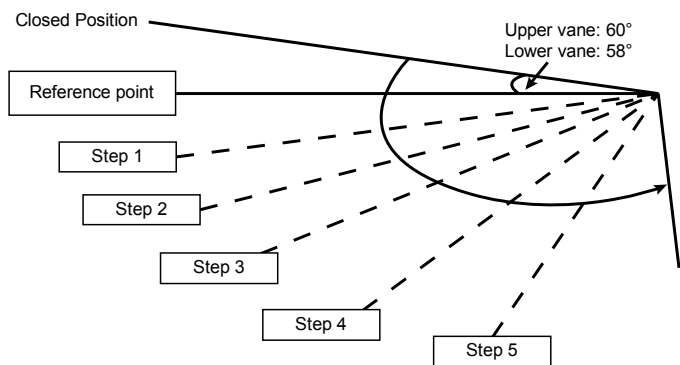 Closed Position
Upper vane: 60°
Lower vane: 58°
Reference point
Step 1
Step 2
Step 3
Step 4
Step 5